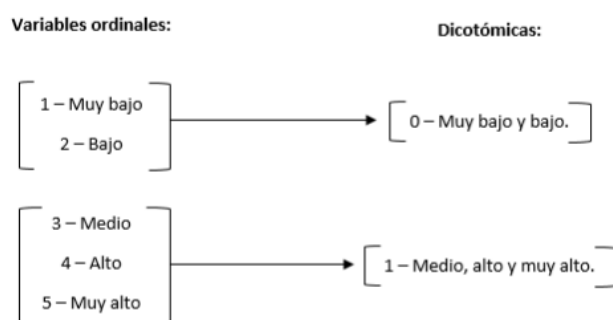 Variables ordinales:
Dicotómicas:
1 – Muy bajo
2 – Bajo
0 – Muy bajo y bajo.
3 – Medio
4 – Alto
5 – Muy alto
1 – Medio, alto y muy alto.